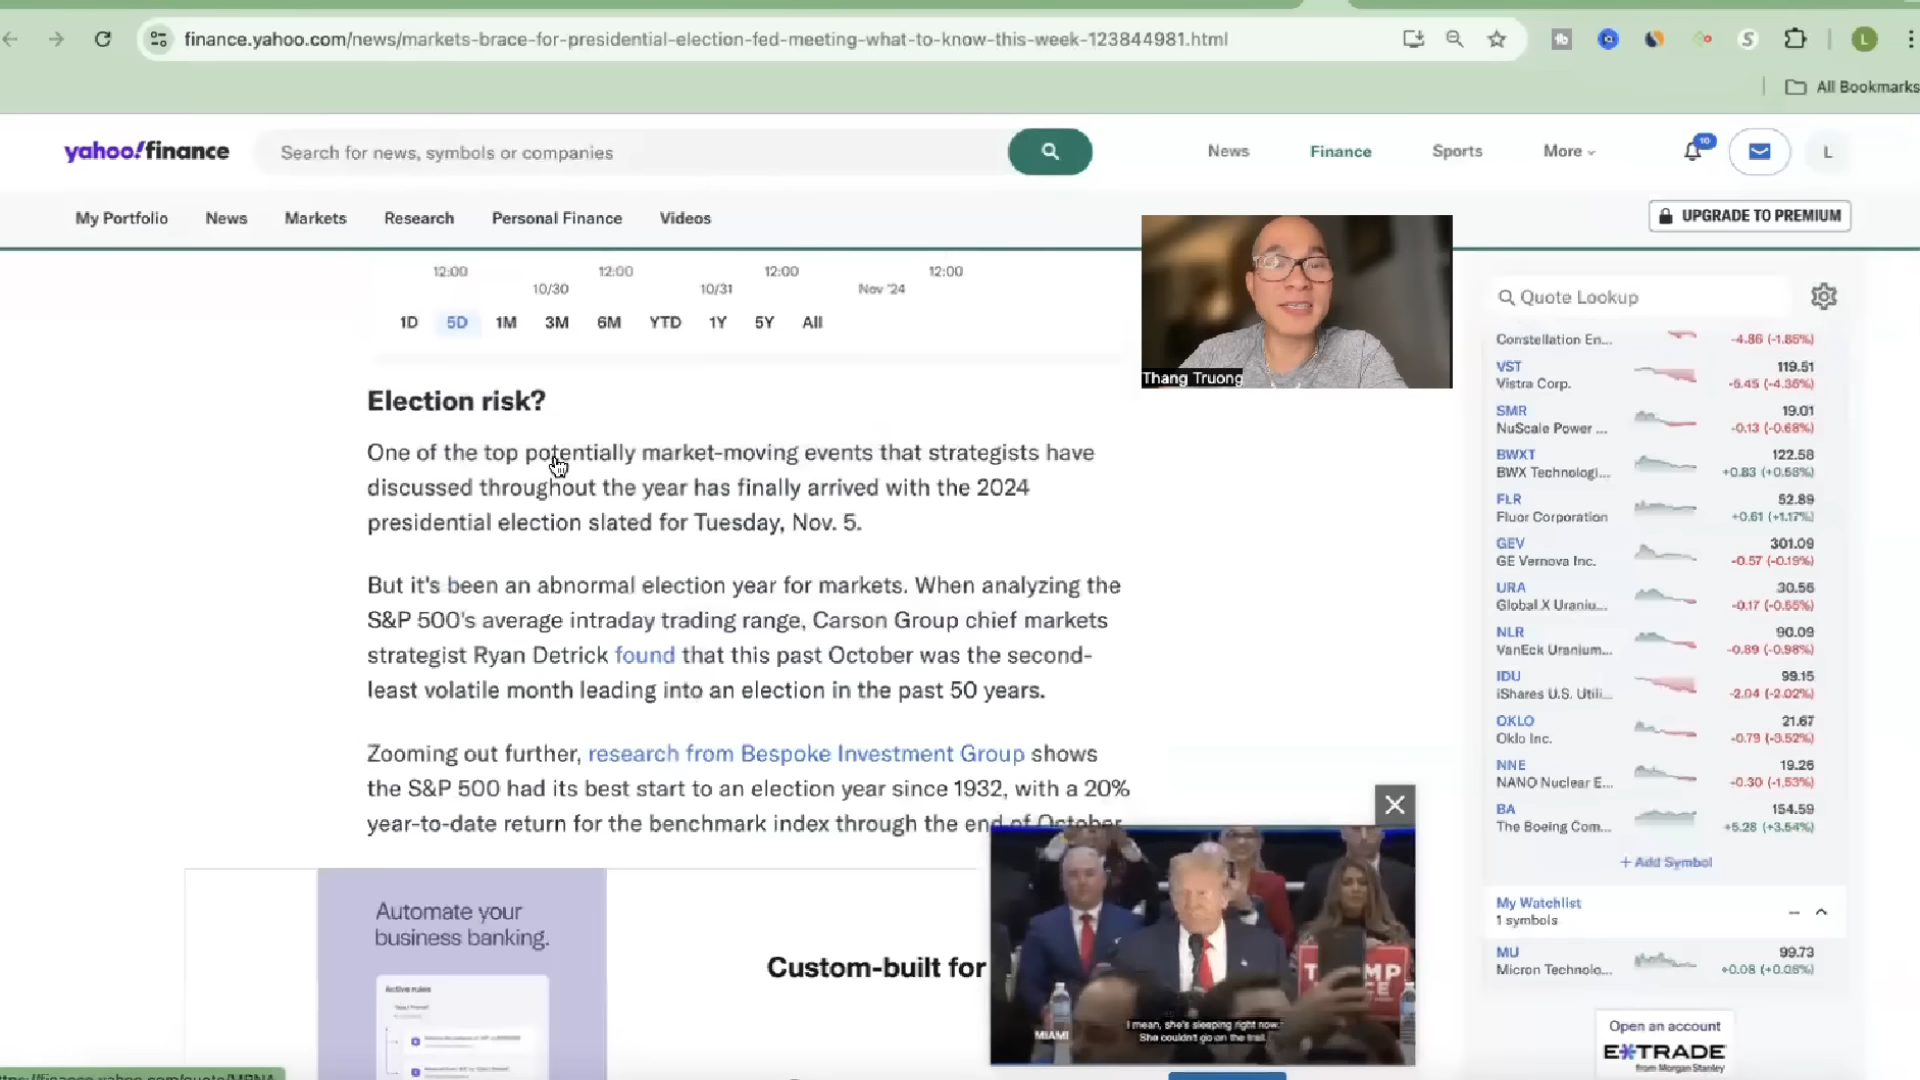 finance.yahoo.com/news/markets-brace-for-presidential-election-fed-meeting-what-to-know-this-week-123844981.html
All Bookmarks
yahoo!finance
Search for news, symbols or companies
News
Finance
Sports
More
10
L
My Portfolio
News
Markets
Research
Personal Finance
Videos
UPGRADE TO PREMIUM
12:00
12:00
12:00
12:00
10/30
10/31
Nov '24
1D
5D
1M
3M
6M
YTD
1Y
5Y
All
Thang Truong
Election risk?
One of the top potentially market-moving events that strategists have
discussed throughout the year has finally arrived with the 2024
presidential election slated for Tuesday, Nov. 5.
But it's been an abnormal election year for markets. When analyzing the
S&P 500's average intraday trading range, Carson Group chief markets
strategist Ryan Detrick found that this past October was the second-
least volatile month leading into an election in the past 50 years.
Zooming out further, research from Bespoke Investment Group shows
the S&P 500 had its best start to an election year since 1932, with a 20%
year-to-date return for the benchmark index through the end of October.
Automate your
business banking.
Active rules
Custom-built for
MIAMI
I mean, she's sleeping right now.
She couldn't go on the trail.
Quote Lookup
Constellation En...
-4.86 (-1.85%)
VST
119.51
Vistra Corp.
-5.45 (-4.36%)
SMR
19.01
NuScale Power ...
-0.13 (-0.68%)
BWXT
122.58
BWX Technologi...
+0.83 (+0.68%)
FLR
52.89
Fluor Corporation
+0.61 (+1.17%)
GEV
301.09
GE Vernova Inc.
-0.57 (-0.19%)
URA
30.56
Global X Uraniu...
-0.17 (-0.55%)
NLR
90.09
VanEck Uranium...
-0.89 (-0.98%)
IDU
99.15
iShares U.S. Utili...
-2.04 (-2.02%)
OKLO
21.67
Oklo Inc.
-0.79 (-3.52%)
NNE
19.26
NANO Nuclear E...
-0.30 (-1.53%)
BA
154.59
The Boeing Com...
+5.28 (+3.54%)
+ Add Symbol
My Watchlist
1 symbols
MU
99.73
Micron Technolo...
+0.08 (+0.08%)
Open an account
E*TRADE
from Morgan Stanley